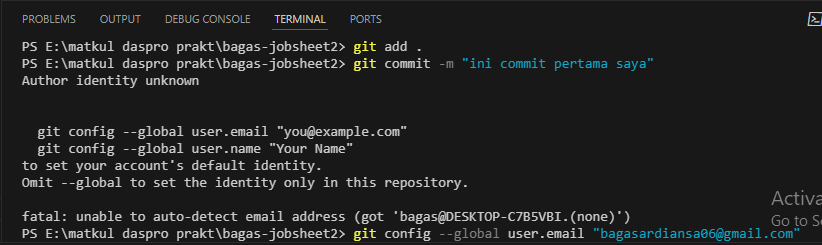 PROBLEMS OUTPUT DEBUG CONSOLE TERMINAL PORTS
PS E:\matkul daspro prakt\bagas-jobsheet2> git add .
PS E:\matkul daspro prakt\bagas-jobsheet2> git commit -m "ini commit pertama saya"
Author identity unknown
git config --global user.email "you@example.com"
git config --global user.name "Your Name"
to set your account's default identity.
Omit --global to set the identity only in this repository.
fatal: unable to auto-detect email address (got 'bagas@DESKTOP-C7B5VBI.(none)')
PS E:\matkul daspro prakt\bagas-jobsheet2> git config --global user.email "bagasardiansa06@gmail.com"
Activa
Go to S